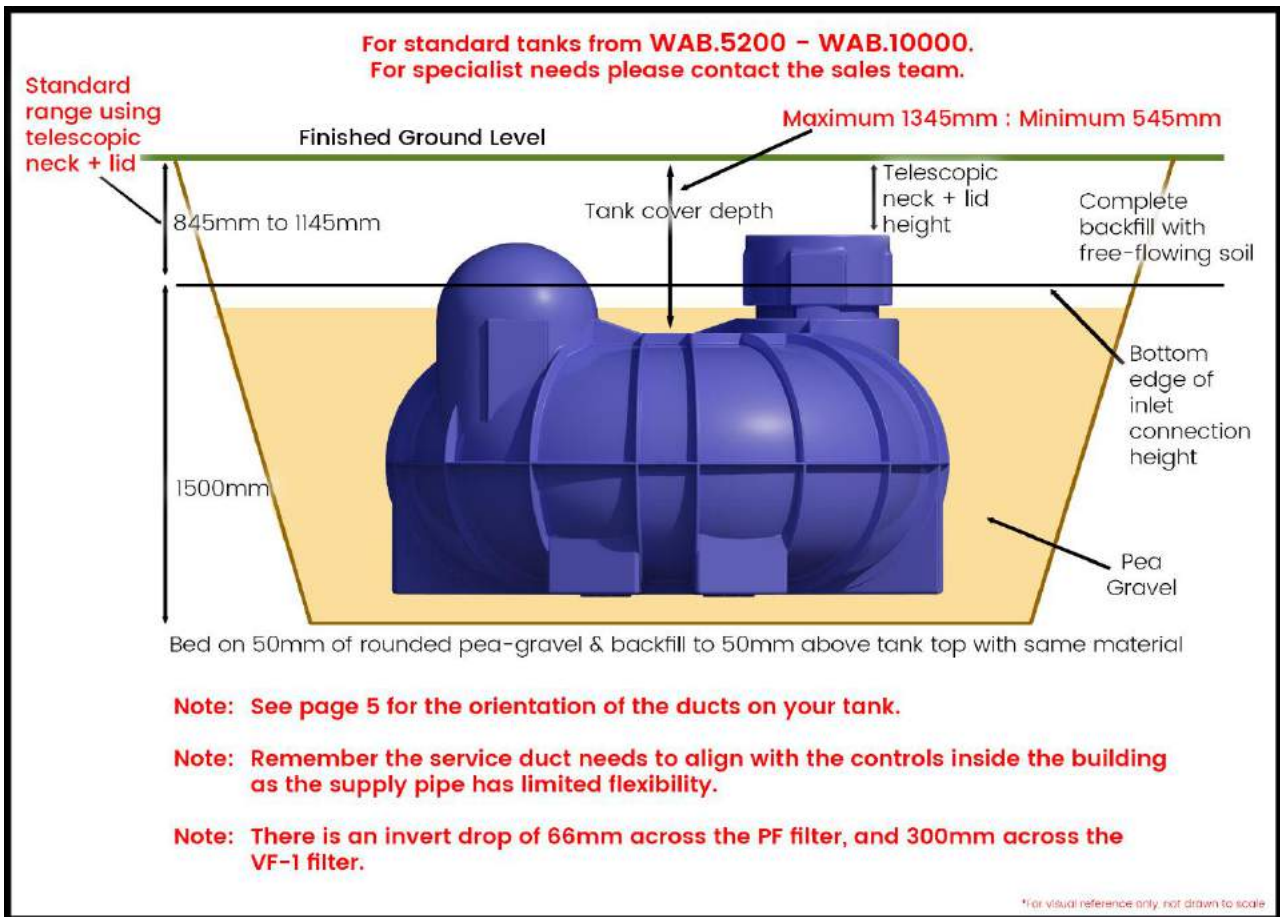 For standard tanks from WAB.5200 - WAB.10000.
For specialist needs please contact the sales team.
Standard
range using
telescopic
neck + lid
Maximum 1345mm : Minimum 545mm
Finished Ground Level
845mm to 1145mm
Tank cover depth
Telescopic
neck + lid
height
Complete
backfill with
free-flowing soil
Bottom
edge of
inlet
connection
height
1500mm
Pea
Gravel
Bed on 50mm of rounded pea-gravel & backfill to 50mm above tank top with same material
Note: See page 5 for the orientation of the ducts on your tank.
Note: Remember the service duct needs to align with the controls inside the building
as the supply pipe has limited flexibility.
Note: There is an invert drop of 66mm across the PF filter, and 300mm across the
VF-1 filter.
*For visual reference only, not drawn to scale